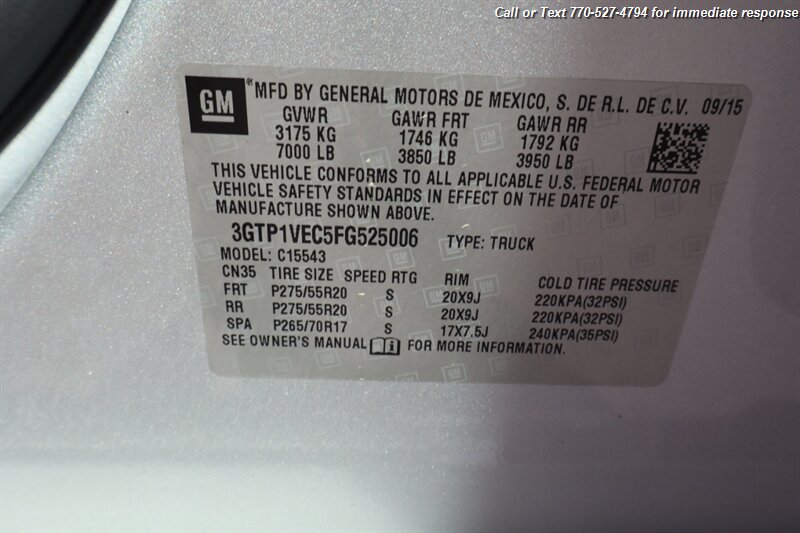 Call or Text 770-527-4794 for immediate response
GM
MFD BY GENERAL MOTORS DE MEXICO, S. DE R.L. DE C.V. 09/15
GVWR GAWR FRT GAWR RR
3175 KG 1746 KG 1792 KG
7000 LB 3850 LB 3950 LB
THIS VEHICLE CONFORMS TO ALL APPLICABLE U.S. FEDERAL MOTOR
VEHICLE SAFETY STANDARDS IN EFFECT ON THE DATE OF
MANUFACTURE SHOWN ABOVE.
3GTP1VEC5FG525006 TYPE: TRUCK
MODEL: C15543
CN35 TIRE SIZE SPEED RTG RIM COLD TIRE PRESSURE
FRT P275/55R20 S 20X9J 220KPA(32PSI)
RR P275/55R20 S 20X9J 220KPA(32PSI)
SPA P265/70R17 S 17X7.5J 240KPA(35PSI)
SEE OWNER'S MANUAL FOR MORE INFORMATION.